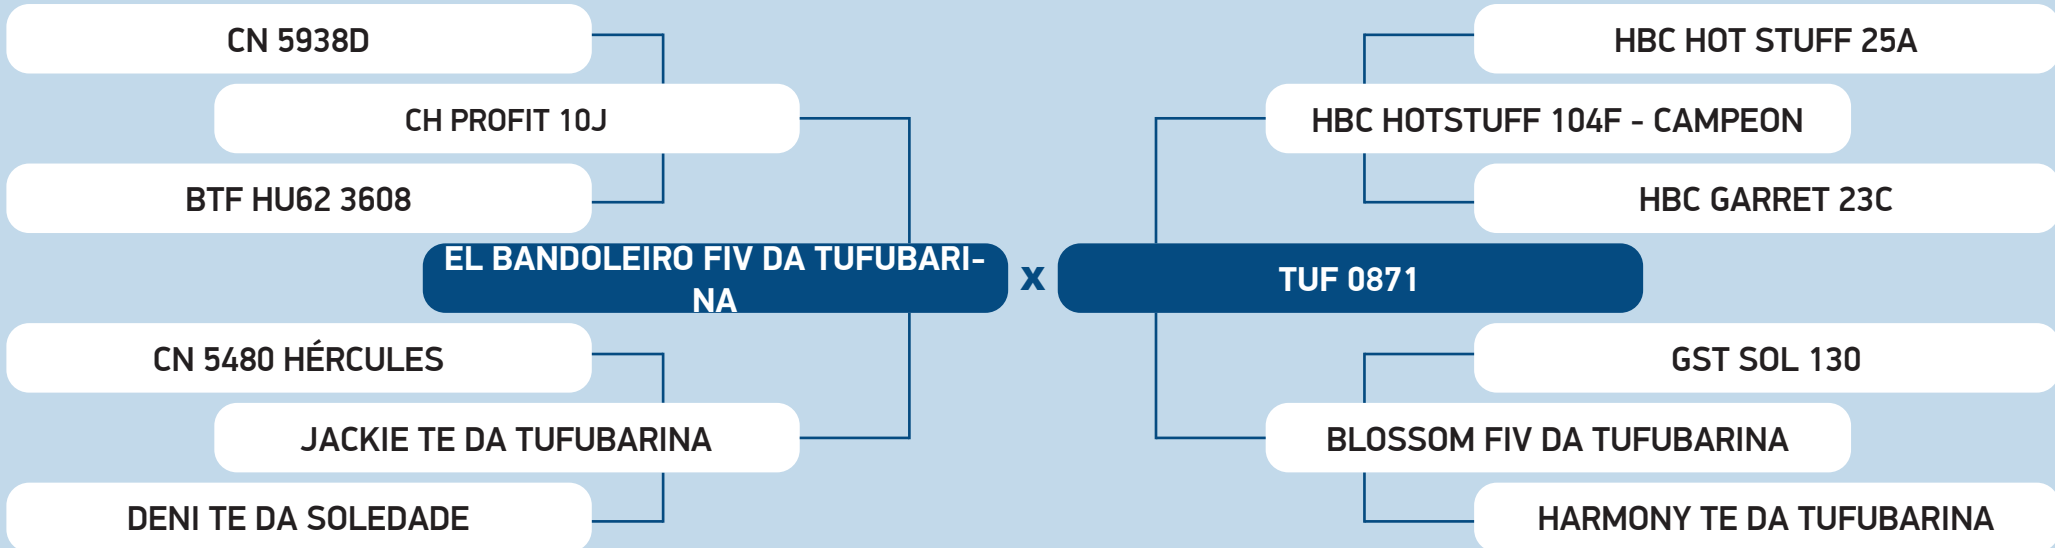 CN 5938D
HBC HOT STUFF 25A
CH PROFIT 10J
HBC HOTSTUFF 104F - CAMPEON
BTF HU62 3608
HBC GARRET 23C
EL BANDOLEIRO FIV DA TUFUBARI-
NA
x
TUF 0871
CN 5480 HÉRCULES
GST SOL 130
JACKIE TE DA TUFUBARINA
BLOSSOM FIV DA TUFUBARINA
DENI TE DA SOLEDADE
HARMONY TE DA TUFUBARINA